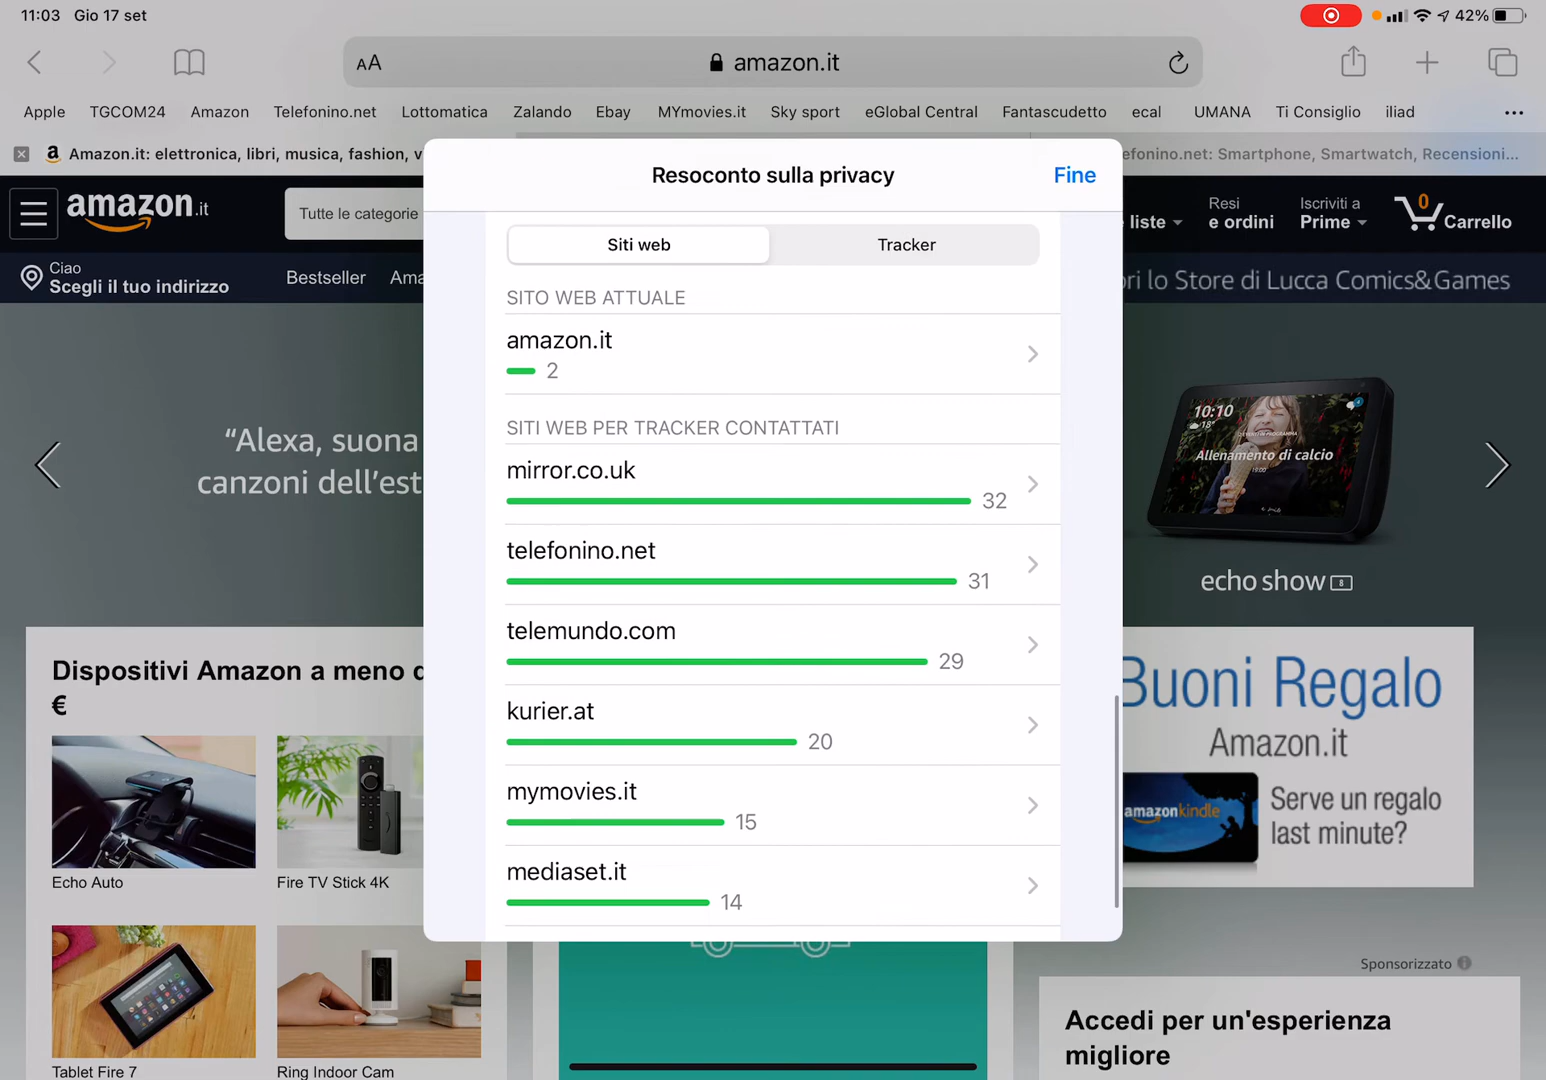 11:03 Gio 17 set
42%
AA
amazon.it
Apple TGCOM24 Amazon Telefonino.net Lottomatica Zalando Ebay MYmovies.it Sky sport eGlobal Central Fantascudetto ecal UMANA Ti Consiglio iliad
a Amazon.it: elettronica, libri, musica, fashion, v
efonino.net: Smartphone, Smartwatch, Recensioni...
Resoconto sulla privacy
Fine
amazon.it
Tutte le categorie
liste
Resi
e ordini
Iscriviti a
Prime
0
Carrello
Ciao
Scegli il tuo indirizzo
Bestseller
ri lo Store di Lucca Comics&Games
Siti web
Tracker
SITO WEB ATTUALE
amazon.it
2
SITI WEB PER TRACKER CONTATTATI
mirror.co.uk
32
telefonino.net
31
telemundo.com
29
kurier.at
20
mymovies.it
15
mediaset.it
14
“Alexa, suona
canzoni dell’est
10:10
18°
Allenamento di calcio
19:00
echo show 8
Dispositivi Amazon a meno d
€
Echo Auto
Fire TV Stick 4K
Tablet Fire 7
Ring Indoor Cam
Buoni Regalo
Amazon.it
amazonkindle
Serve un regalo
last minute?
Sponsorizzato
Accedi per un'esperienza
migliore